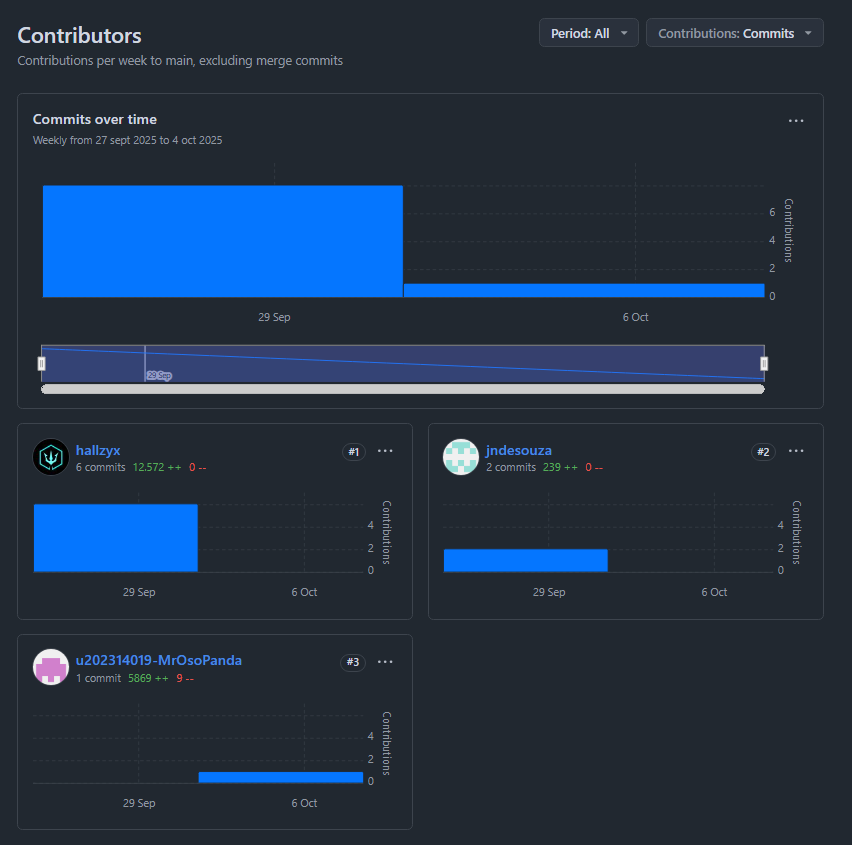 Contributors
Period: All
Contributions: Commits
Contributions per week to main, excluding merge commits
Commits over time
Weekly from 27 sept 2025 to 4 oct 2025
6
4
2
0
Contributions
29 Sep
6 Oct
29 Sep
hallzyx
#1
6 commits 12.572 ++ 0 --
4
2
0
Contributions
29 Sep
6 Oct
jndesouza
#2
2 commits 239 ++ 0 --
4
2
0
Contributions
29 Sep
6 Oct
u202314019-MrOsoPanda
#3
1 commit 5869 ++ 9 --
4
2
0
Contributions
29 Sep
6 Oct